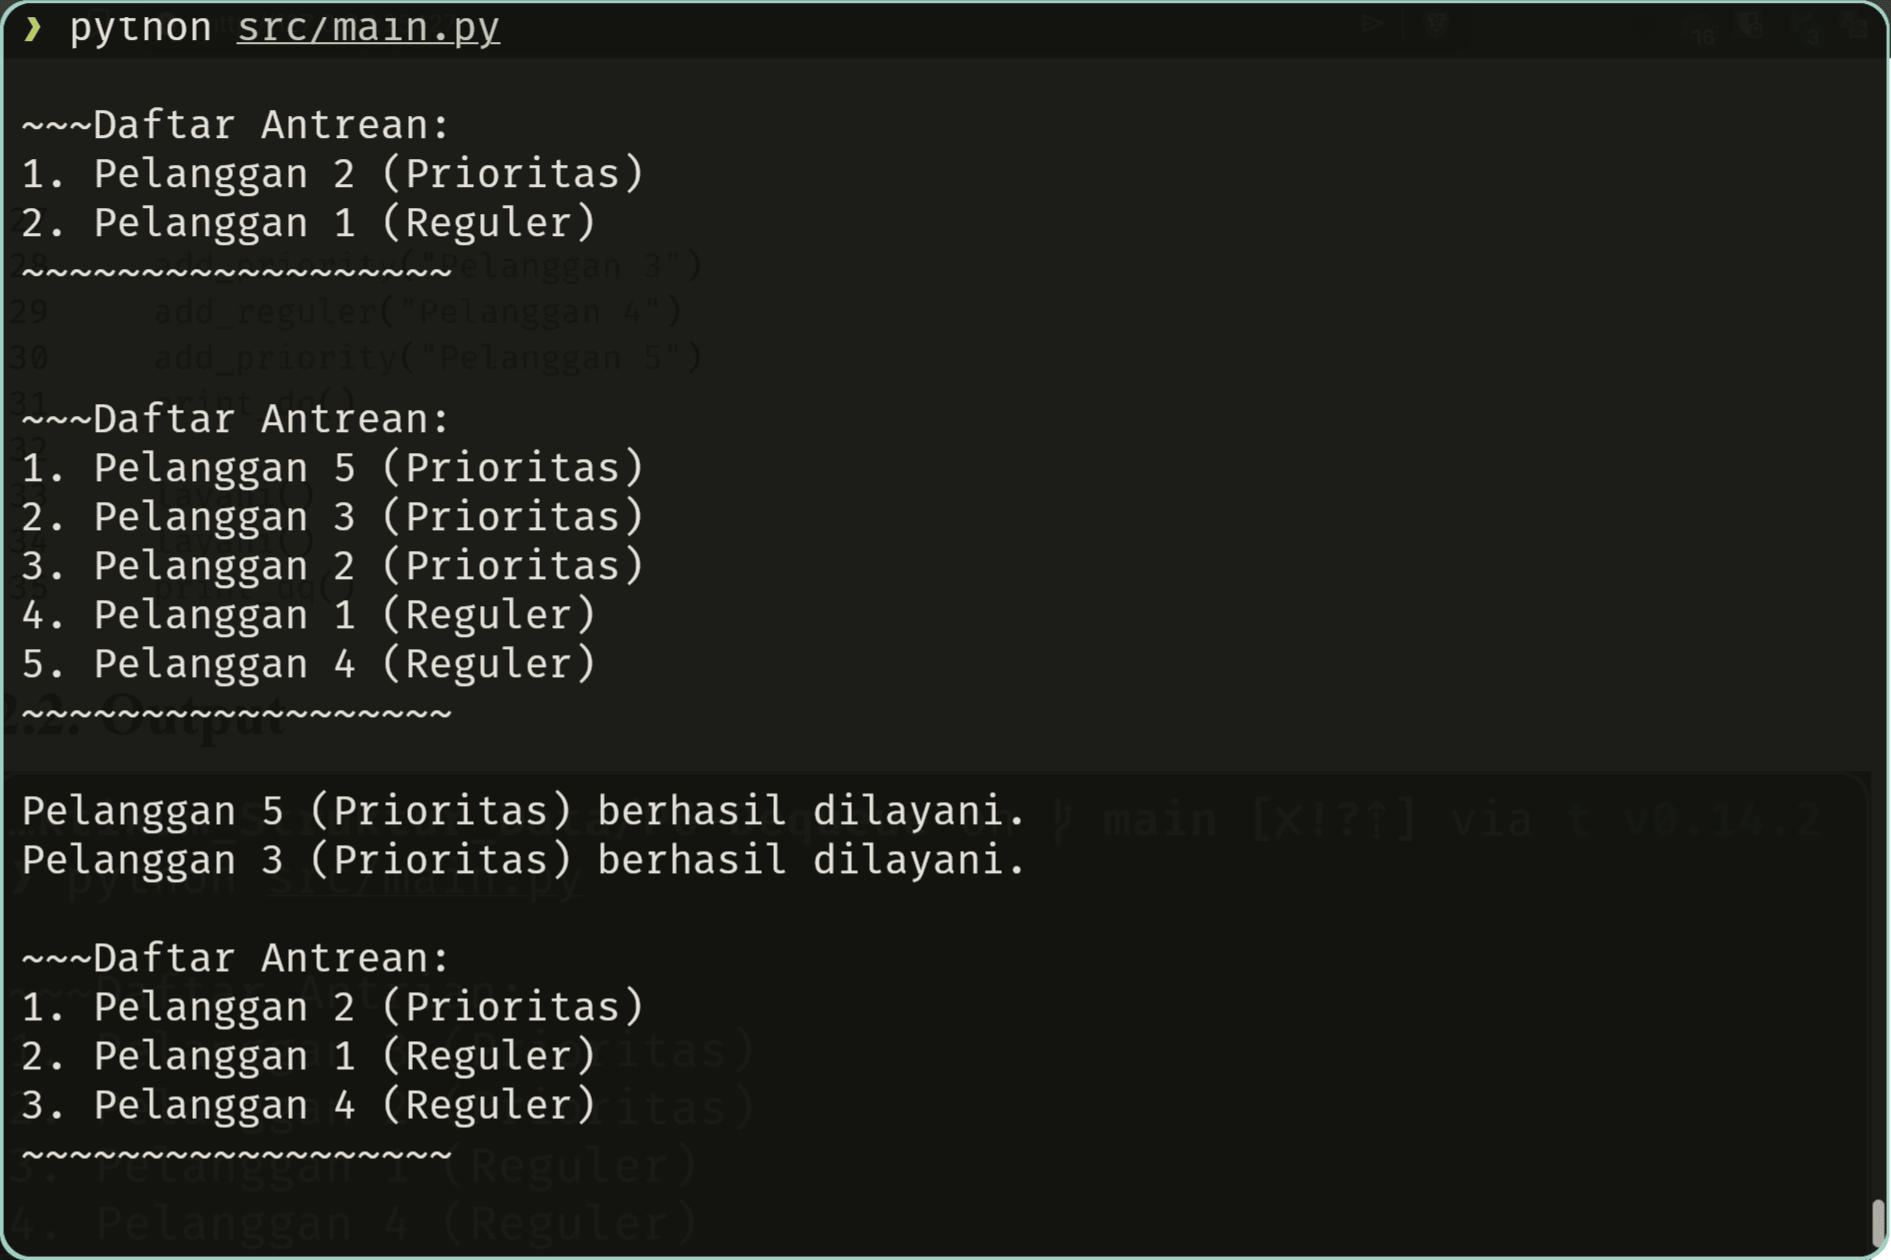 ❯ python src/main.py
~~~Daftar Antrean:
1. Pelanggan 2 (Prioritas)
2. Pelanggan 1 (Reguler)
~~~~~~~~~~~~~~~~~~
~~~Daftar Antrean:
1. Pelanggan 5 (Prioritas)
2. Pelanggan 3 (Prioritas)
3. Pelanggan 2 (Prioritas)
4. Pelanggan 1 (Reguler)
5. Pelanggan 4 (Reguler)
~~~~~~~~~~~~~~~~~~
Pelanggan 5 (Prioritas) berhasil dilayani.
Pelanggan 3 (Prioritas) berhasil dilayani.
~~~Daftar Antrean:
1. Pelanggan 2 (Prioritas)
2. Pelanggan 1 (Reguler)
3. Pelanggan 4 (Reguler)
~~~~~~~~~~~~~~~~~~